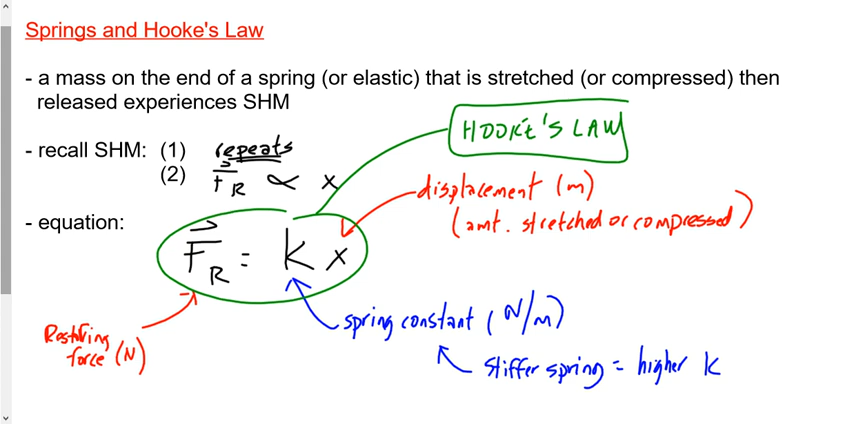 Springs and Hooke's Law
- a mass on the end of a spring (or elastic) that is stretched (or compressed) then
released experiences SHM
HOOKE'S LAW
- recall SHM: (1) repeats
(2) F⃗R ∝ x
displacement (m)
(amt. stretched or compressed)
- equation:
F⃗R = kx
Restoring
force (N)
spring constant (N/m)
stiffer spring = higher k